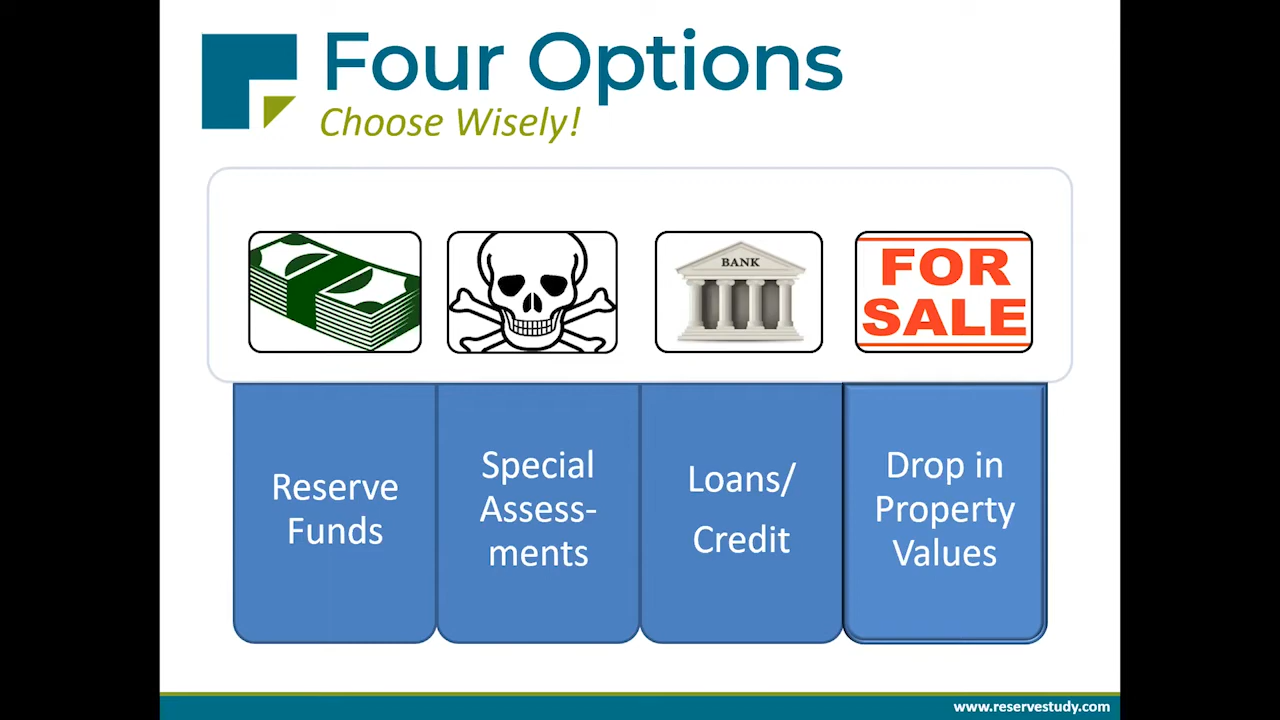 Four Options
Choose Wisely!
BANK
FOR
SALE
Reserve
Funds
Special
Assess-
ments
Loans/
Credit
Drop in
Property
Values
www.reservestudy.com